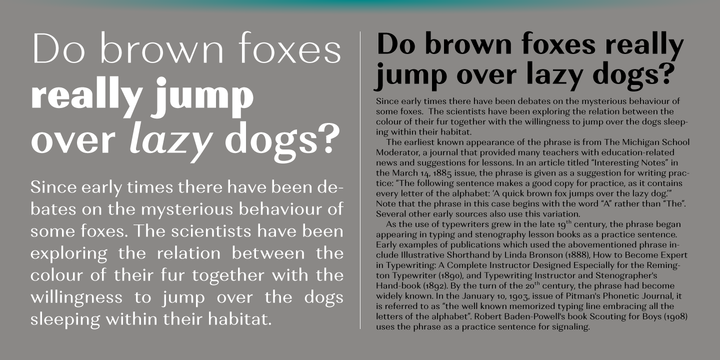 Do brown foxes
really jump
over lazy dogs?
Since early times there have been de-
bates on the mysterious behaviour of
some foxes. The scientists have been
exploring the relation between the
colour of their fur together with the
willingness to jump over the dogs
sleeping within their habitat.
Do brown foxes really
jump over lazy dogs?
Since early times there have been debates on the mysterious behaviour of
some foxes. The scientists have been exploring the relation between the
colour of their fur together with the willingness to jump over the dogs sleep-
ing within their habitat.
The earliest known appearance of the phrase is from The Michigan School
Moderator, a journal that provided many teachers with education-related
news and suggestions for lessons. In an article titled "Interesting Notes" in
the March 14, 1885 issue, the phrase is given as a suggestion for writing prac-
tice: "The following sentence makes a good copy for practice, as it contains
every letter of the alphabet: 'A quick brown fox jumps over the lazy dog.'"
Note that the phrase in this case begins with the word "A" rather than "The".
Several other early sources also use this variation.
As the use of typewriters grew in the late 19th century, the phrase began
appearing in typing and stenography lesson books as a practice sentence.
Early examples of publications which used the abovementioned phrase in-
clude Illustrative Shorthand by Linda Bronson (1888), How to Become Expert
in Typewriting: A Complete Instructor Designed Especially for the Reming-
ton Typewriter (1890), and Typewriting Instructor and Stenographer's
Hand-book (1892). By the turn of the 20th century, the phrase had become
widely known. In the January 10, 1903, issue of Pitman's Phonetic Journal, it
is referred to as "the well known memorized typing line embracing all the
letters of the alphabet". Robert Baden-Powell's book Scouting for Boys (1908)
uses the phrase as a practice sentence for signaling.